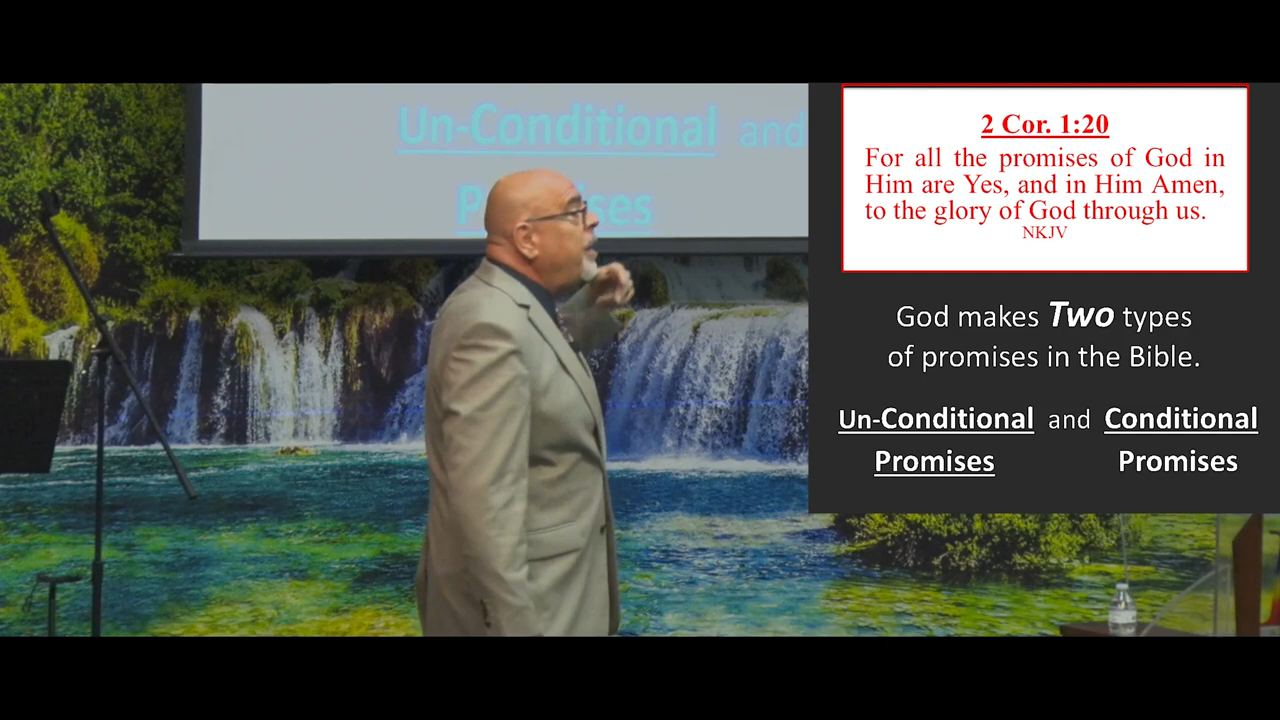 Un-Conditional and
2 Cor. 1:20
For all the promises of God in
Him are Yes, and in Him Amen,
to the glory of God through us.
NKJV
God makes Two types
of promises in the Bible.
Un-Conditional and Conditional
Promises Promises